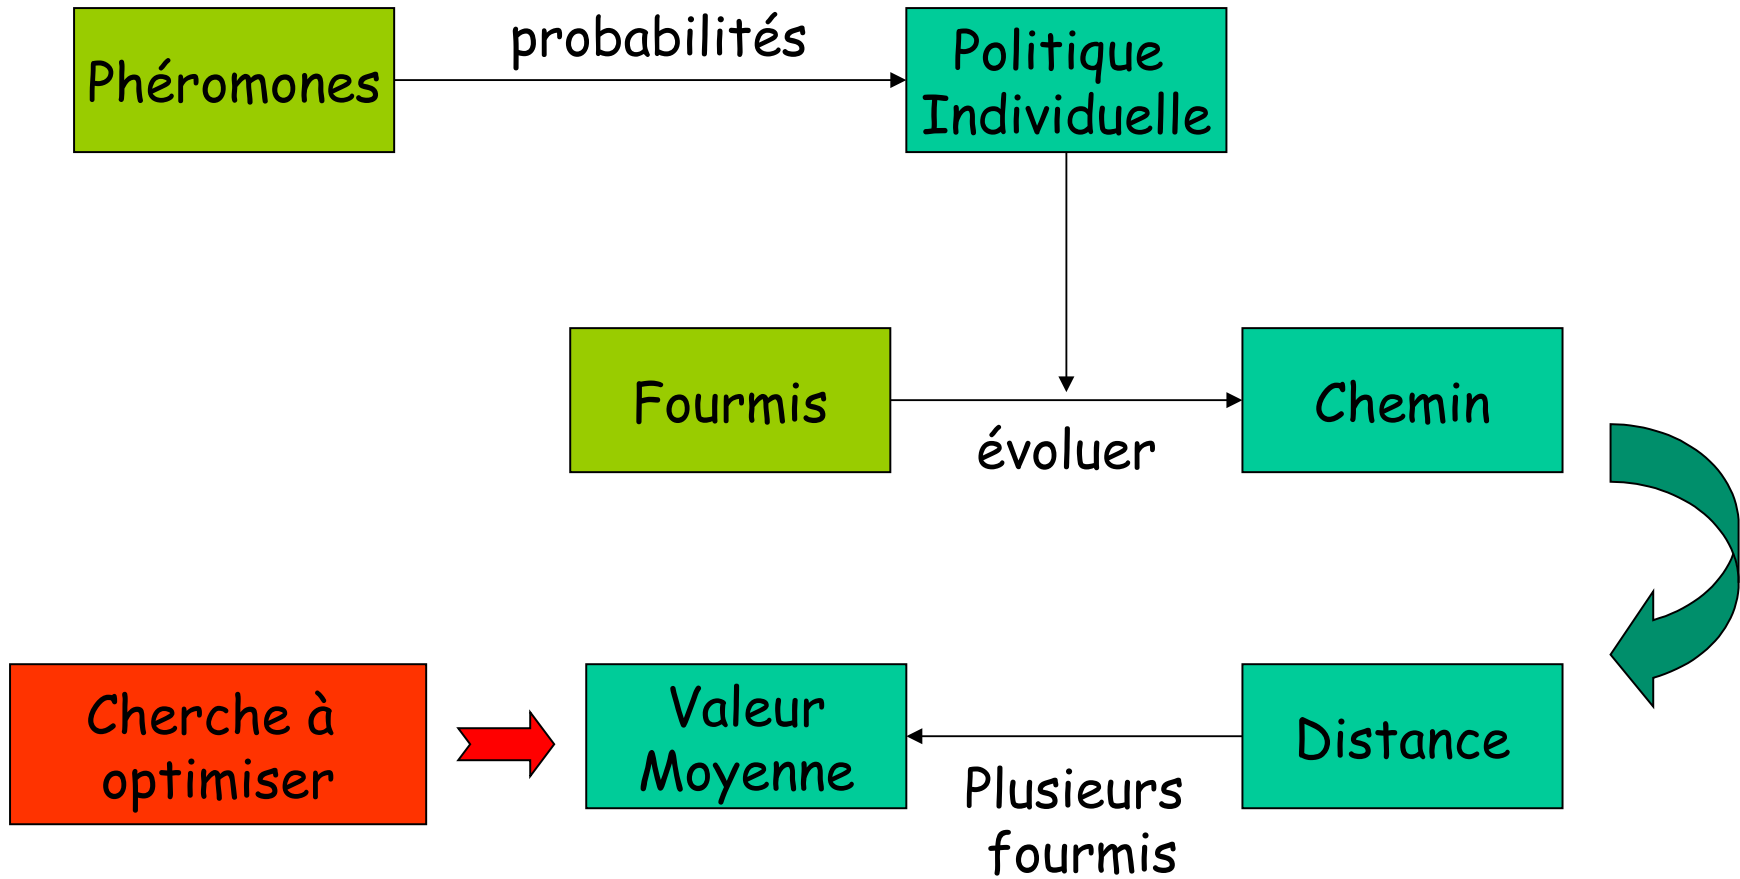 probabilités
Phéromones
Politique
Individuelle
Fourmis
évoluer
Chemin
Cherche à
optimiser
Valeur
Moyenne
Plusieurs
fourmis
Distance